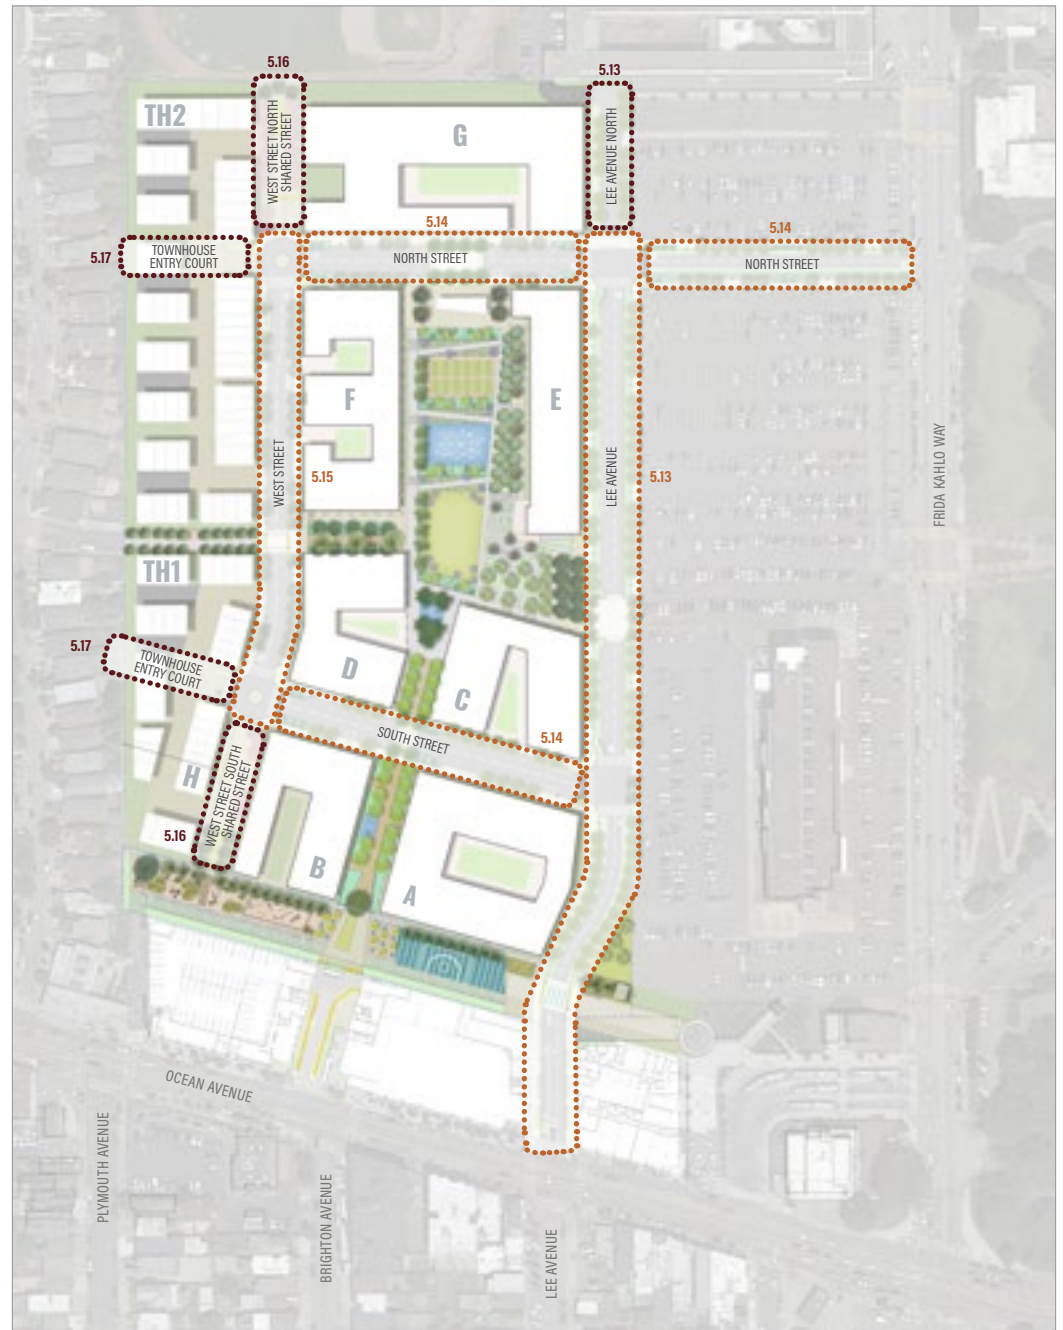 5.16
5.13
TH2
WEST STREET NORTH
SHARED STREET
G
LEE AVENUE NORTH
5.14
5.14
5.17
TOWNHOUSE
ENTRY COURT
NORTH STREET
NORTH STREET
F
E
WEST STREET
5.15
LEE AVENUE
5.13
FRIDA KAHLO WAY
TH1
5.17
TOWNHOUSE
ENTRY COURT
D
C
SOUTH STREET
5.14
H
WEST STREET SOUTH
SHARED STREET
5.16
B
A
OCEAN AVENUE
PLYMOUTH AVENUE
BRIGHTON AVENUE
LEE AVENUE